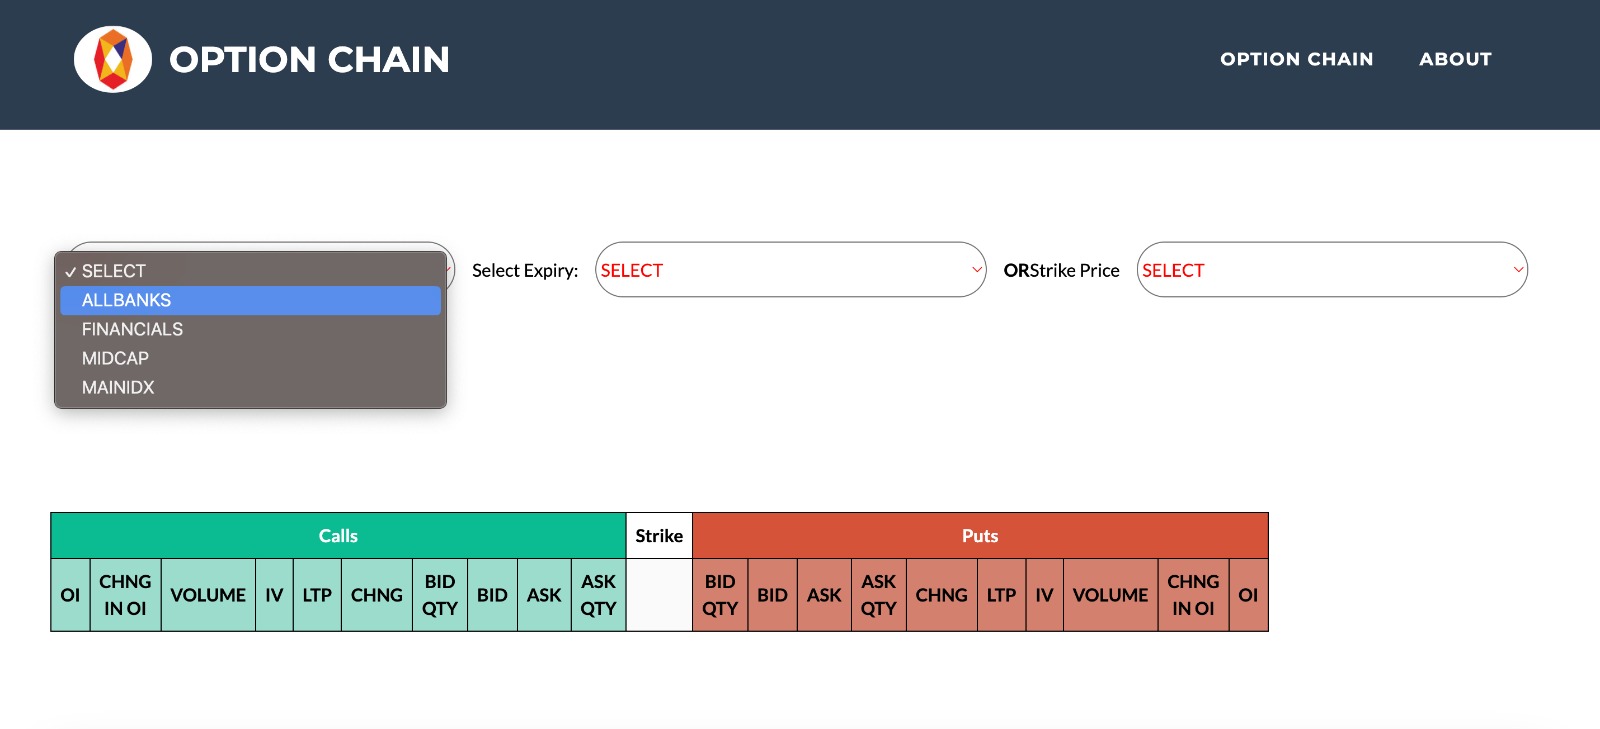 OPTION CHAIN
OPTION CHAIN ABOUT
✓ SELECT
ALLBANKS
FINANCIALS
MIDCAP
MAINIDX
Select Expiry:
SELECT
ORStrike Price
SELECT
Calls Strike Puts
OI CHNG IN OI VOLUME IV LTP CHNG BID QTY BID ASK ASK QTY BID QTY BID ASK ASK QTY CHNG LTP IV VOLUME CHNG IN OI OI